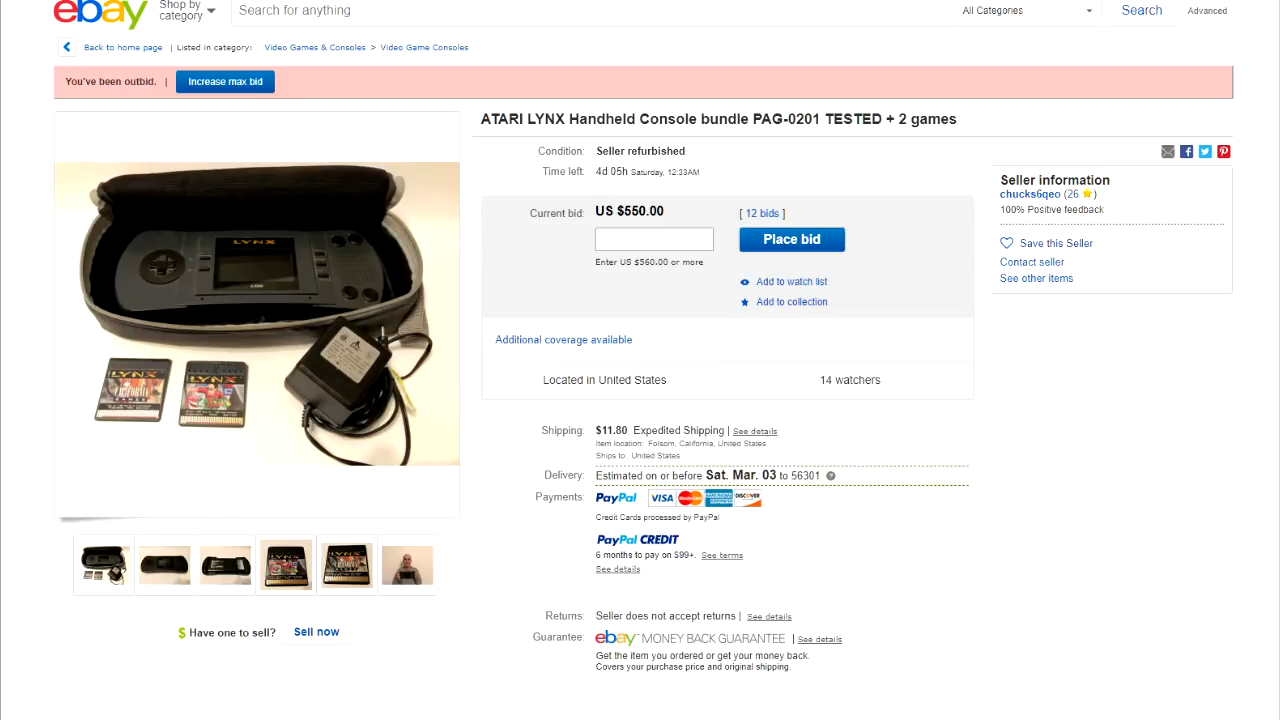 ebay
Shop by
category
Search for anything
All Categories
Search
Advanced
Back to home page | Listed in category: Video Games & Consoles > Video Game Consoles
You've been outbid. | Increase max bid
ATARI LYNX Handheld Console bundle PAG-0201 TESTED + 2 games
Condition: Seller refurbished
Time left: 4d 05h Saturday, 12:33AM
Current bid: US $550.00 [ 12 bids ]
Place bid
Enter US $560.00 or more
Add to watch list
Add to collection
Additional coverage available
Located in United States 14 watchers
Shipping: $11.80 Expedited Shipping | See details
Item location: Folsom, California, United States
Ships to: United States
Delivery: Estimated on or before Sat. Mar. 03 to 56301
Payments: PayPal VISA MasterCard DISCOVER
Credit Cards processed by PayPal
PayPal CREDIT
6 months to pay on $99+. See terms
See details
Returns: Seller does not accept returns | See details
Guarantee: ebay MONEY BACK GUARANTEE | See details
Get the item you ordered or get your money back.
Covers your purchase price and original shipping.
Seller information
chucks6qeo (26)
100% Positive feedback
Save this Seller
Contact seller
See other items
LYNX
LYNX
GAMES
LYNX
LYNX
LYNX
$ Have one to sell? Sell now